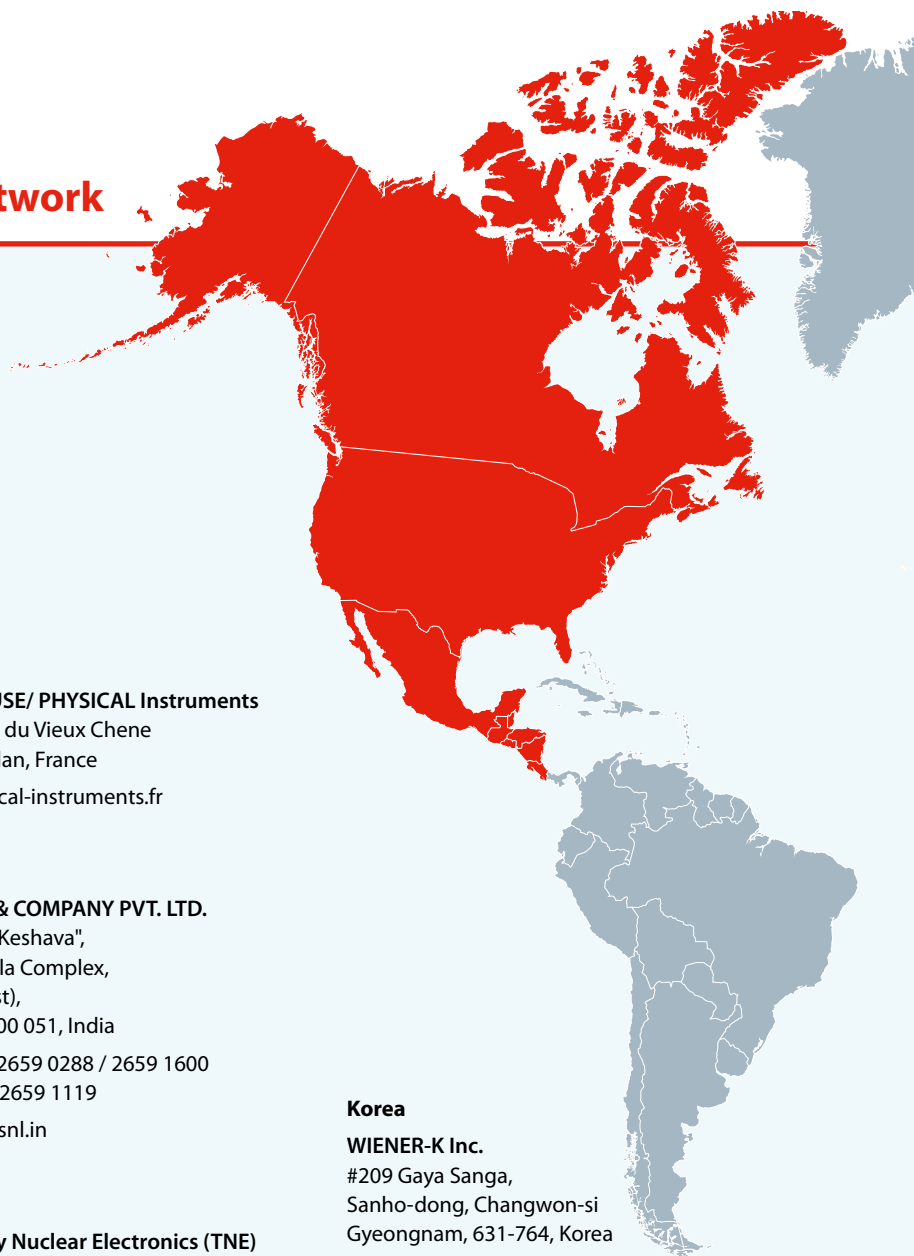 twork
USE/ PHYSICAL Instruments
du Vieux Chene
lan, France
cal-instruments.fr
& COMPANY PVT. LTD.
Keshava",
la Complex,
st),
00 051, India
2659 0288 / 2659 1600
2659 1119
snl.in
y Nuclear Electronics (TNE)
Korea
WIENER-K Inc.
#209 Gaya Sanga,
Sanho-dong, Changwon-si
Gyeongnam, 631-764, Korea